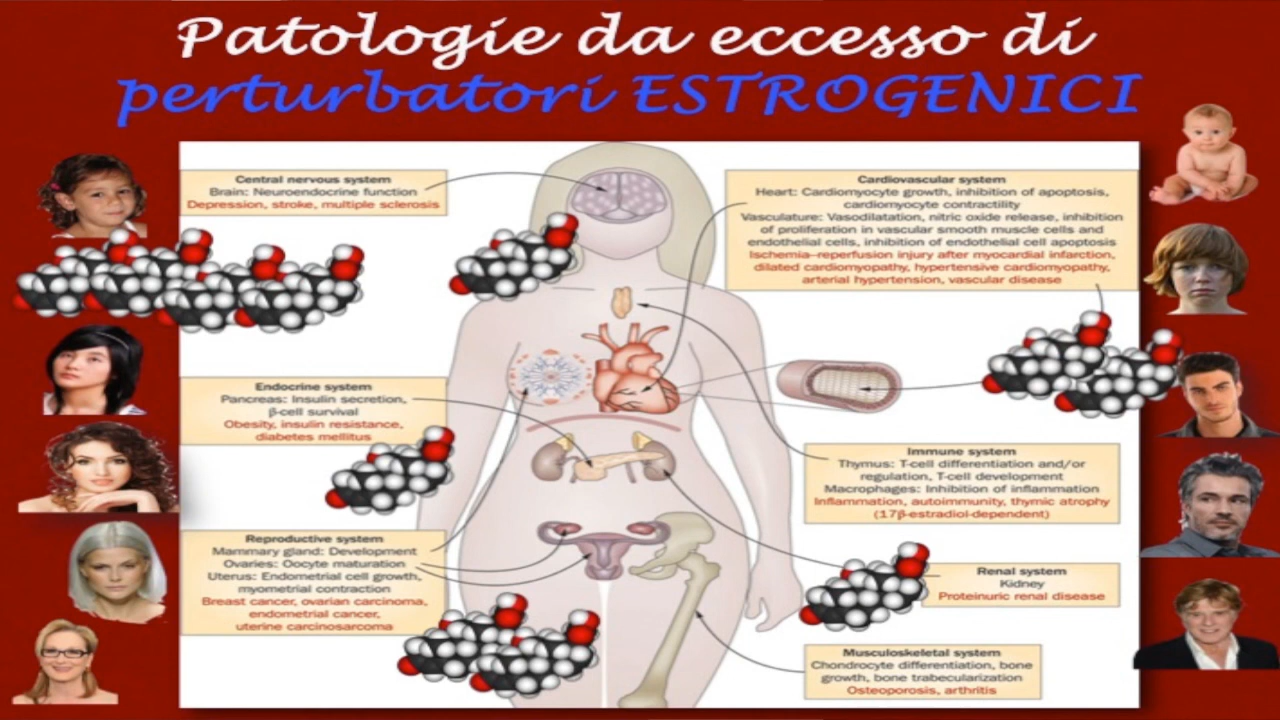 Patologie da eccesso di
perturbatori ESTROGENICI
Central nervous system
Brain: Neuroendocrine function
Depression, stroke, multiple sclerosis
Cardiovascular system
Heart: Cardiomyocyte growth, inhibition of apoptosis,
cardiomyocyte contractility
Vasculature: Vasodilatation, nitric oxide release, inhibition
of proliferation in vascular smooth muscle cells and
endothelial cells, inhibition of endothelial cell apoptosis
Ischemia–reperfusion injury after myocardial infarction,
dilated cardiomyopathy, hypertensive cardiomyopathy,
arterial hypertension, vascular disease
Endocrine system
Pancreas: Insulin secretion,
β-cell survival
Obesity, insulin resistance,
diabetes mellitus
Immune system
Thymus: T-cell differentiation and/or
regulation, T-cell development
Macrophages: Inhibition of inflammation
Inflammation, autoimmunity, thymic atrophy
(17β-estradiol-dependent)
Reproductive system
Mammary gland: Development
Ovaries: Oocyte maturation
Uterus: Endometrial cell growth,
myometrial contraction
Breast cancer, ovarian carcinoma,
endometrial cancer,
uterine carcinosarcoma
Renal system
Kidney
Proteinuric renal disease
Musculoskeletal system
Chondrocyte differentiation, bone
growth, bone trabecularization
Osteoporosis, arthritis